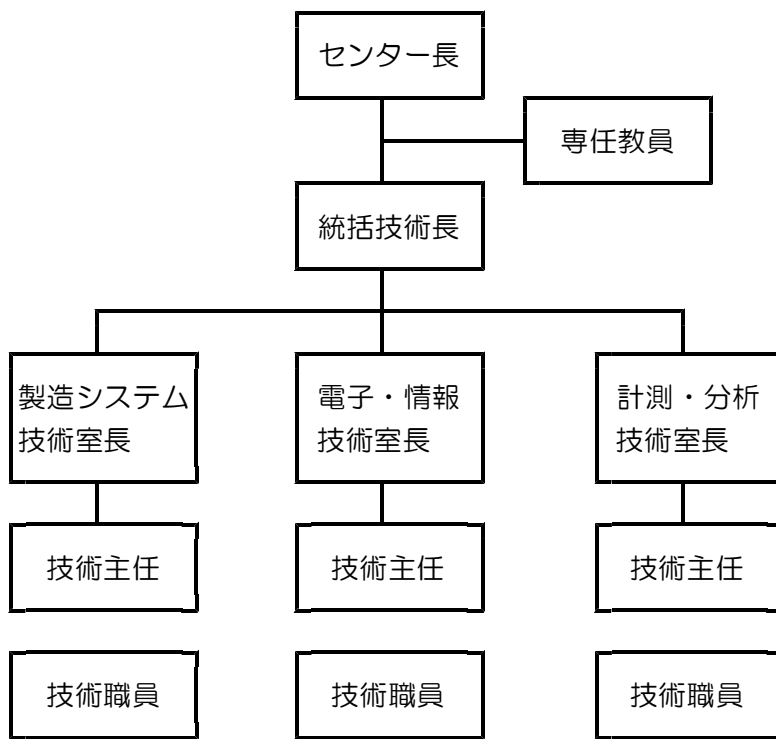 センター長
専任教員
統括技術長
製造システム
技術室長
電子・情報
技術室長
計測・分析
技術室長
技術主任
技術主任
技術主任
技術職員
技術職員
技術職員